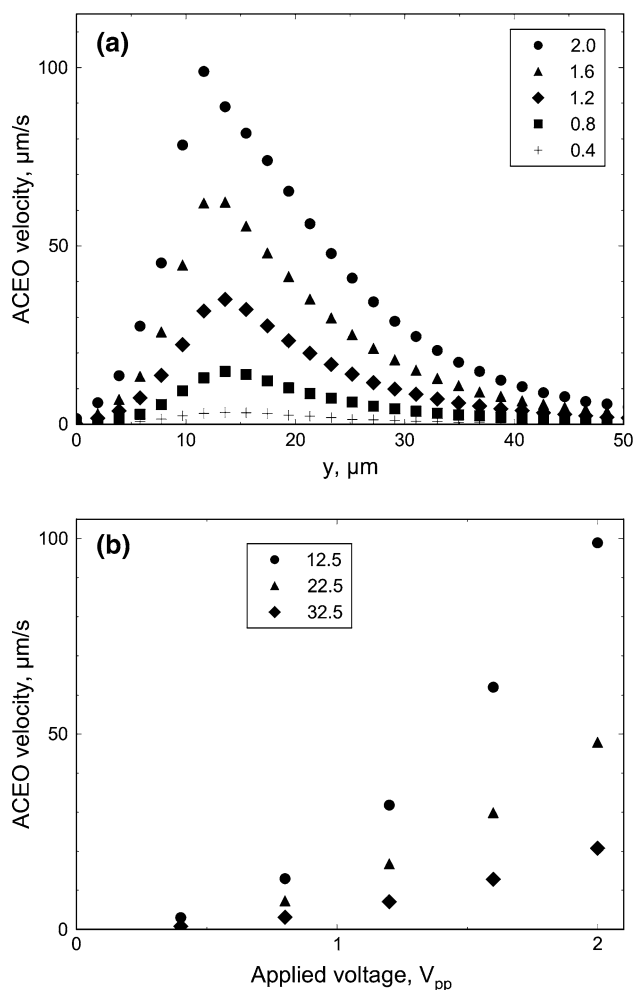 (a)
2.0
1.6
1.2
0.8
0.4
100
50
0
ACEO velocity, µm/s
0 10 20 30 40 50
y, µm
(b)
12.5
22.5
32.5
100
50
0
ACEO velocity, µm/s
0 1 2
Applied voltage, Vpp